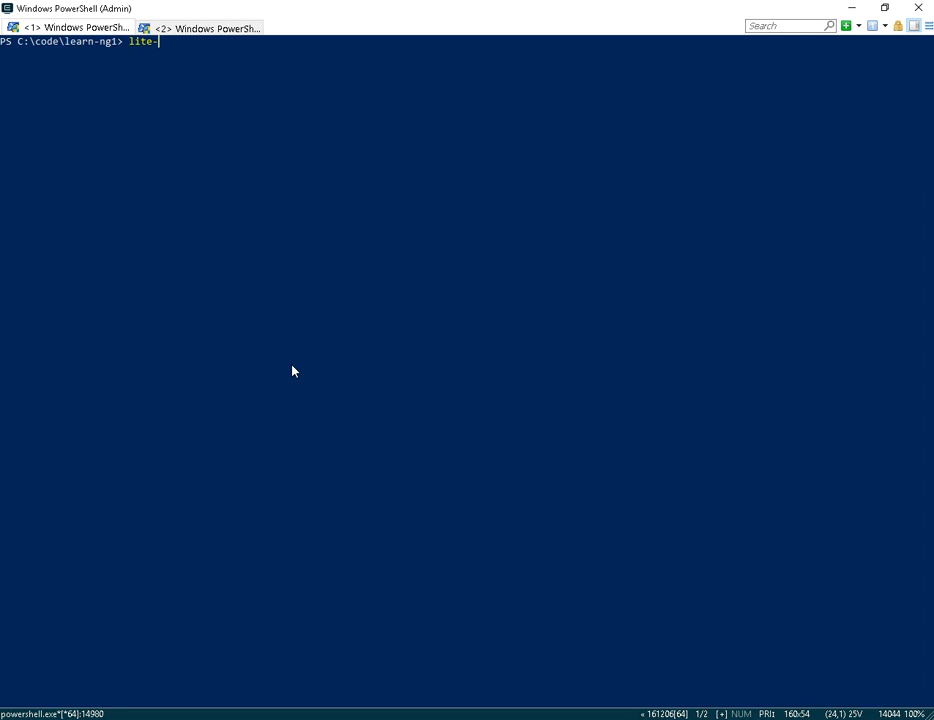 Windows PowerShell (Admin)
<1> Windows PowerSh... <2> Windows PowerSh... Search
PS C:\code\learn-ng1> lite-
powershell.exe*[*64]:14980 « 161206[64] 1/2 [+] NUM PRI: 160x54 (24,1) 25V 14044 100%